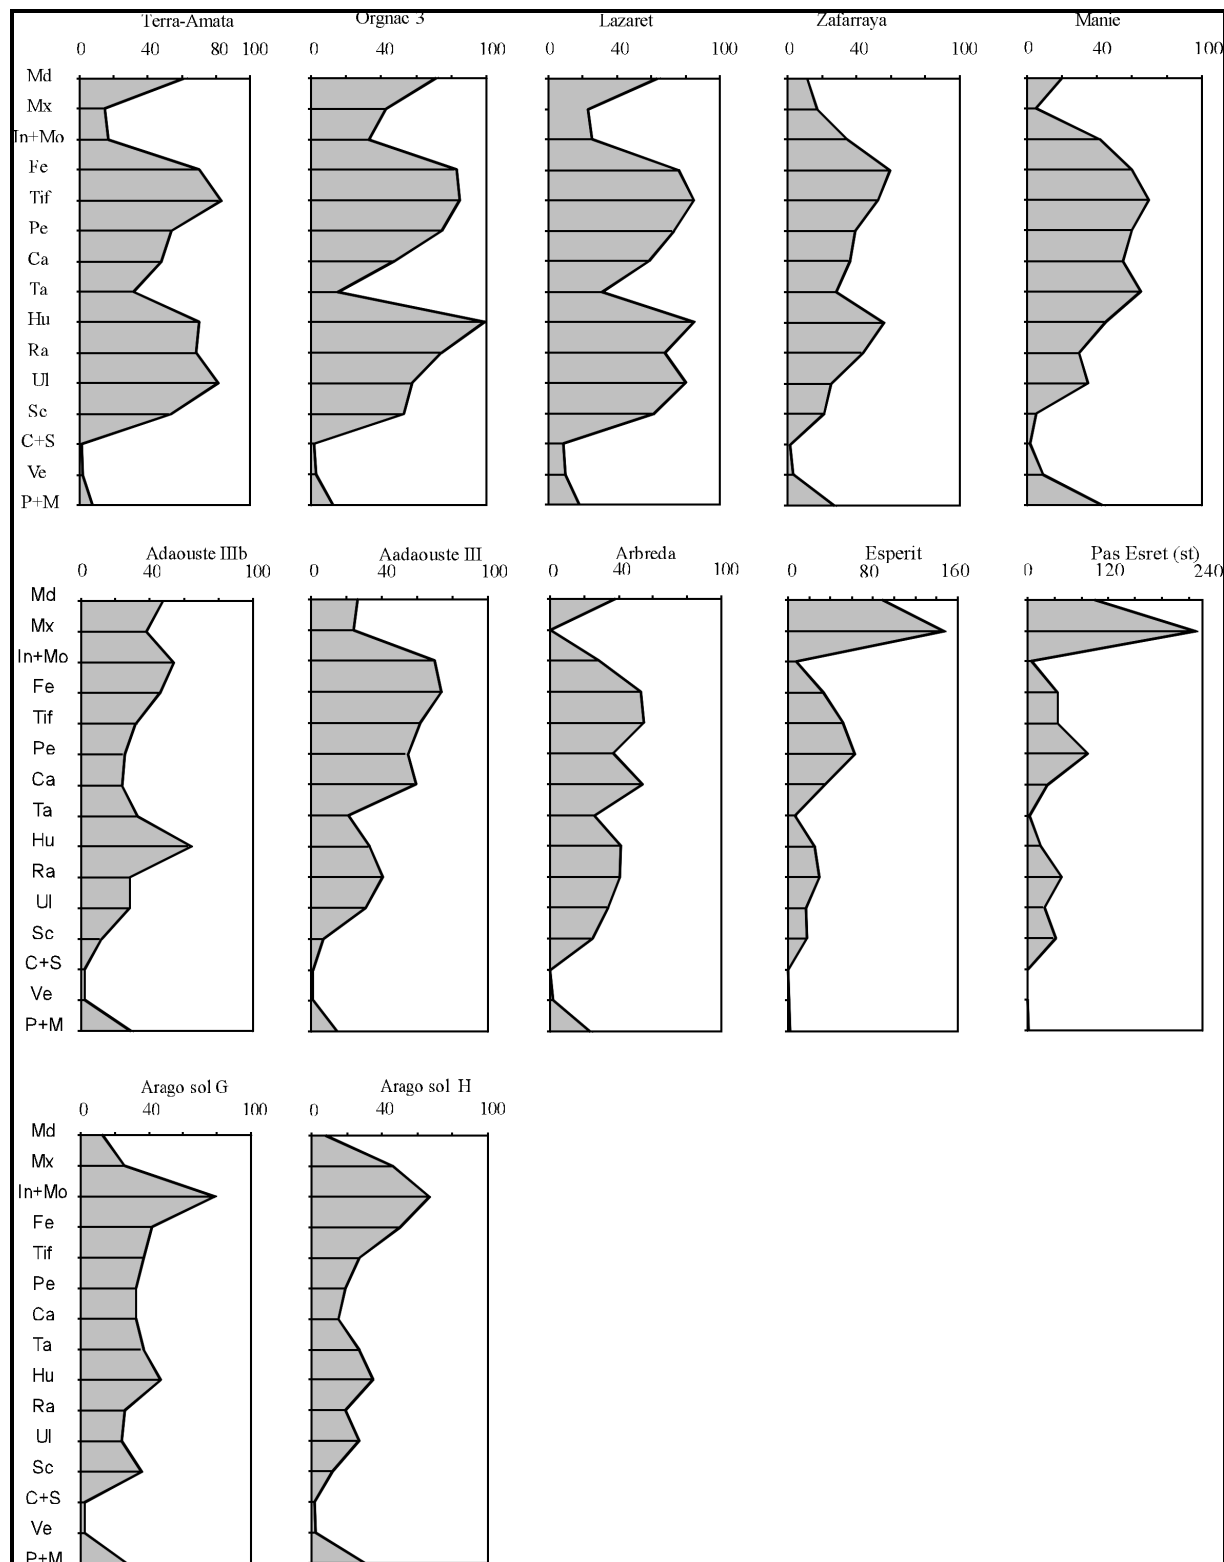 Terra-Amata Orgnac 3 Lazaret Zafarraya Manie
0 40 80 100 0 40 100 0 40 100 0 40 100 0 40 100
Md
Mx
In+Mo
Fe
Tif
Pe
Ca
Ta
Hu
Ra
Ul
Sc
C+S
Ve
P+M
Adaouste IIIb Aadaouste III Arbreda Esperit Pas Esret (st)
0 40 100 0 40 100 0 40 100 0 80 160 0 120 240
Md
Mx
In+Mo
Fe
Tif
Pe
Ca
Ta
Hu
Ra
Ul
Sc
C+S
Ve
P+M
Arago sol G Arago sol H
0 40 100 0 40 100
Md
Mx
In+Mo
Fe
Tif
Pe
Ca
Ta
Hu
Ra
Ul
Sc
C+S
Ve
P+M